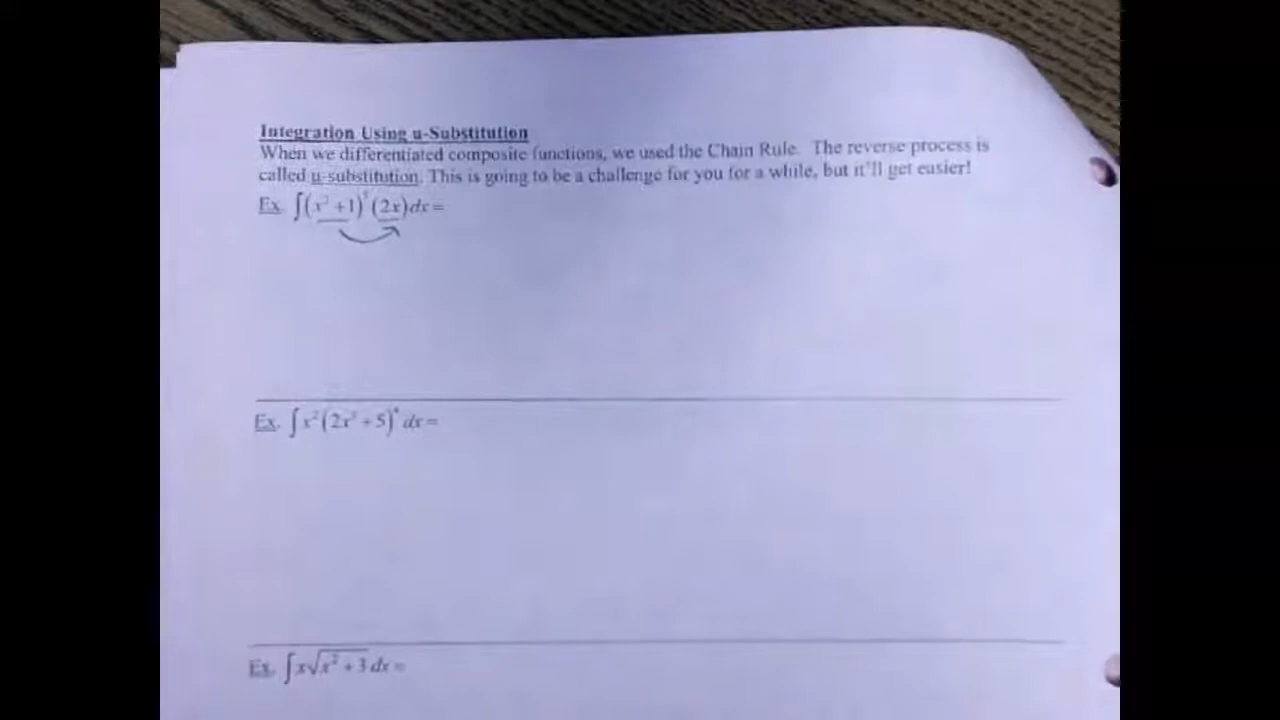 Integration Using u-Substitution
When we differentiated composite functions, we used the Chain Rule. The reverse process is
called u-substitution. This is going to be a challenge for you for a while, but it'll get easier!
Ex. ∫(x² +1) (2x)dx =
Ex. ∫x²(2x³ +5) dx =
Ex. ∫x√x² +3 dx =